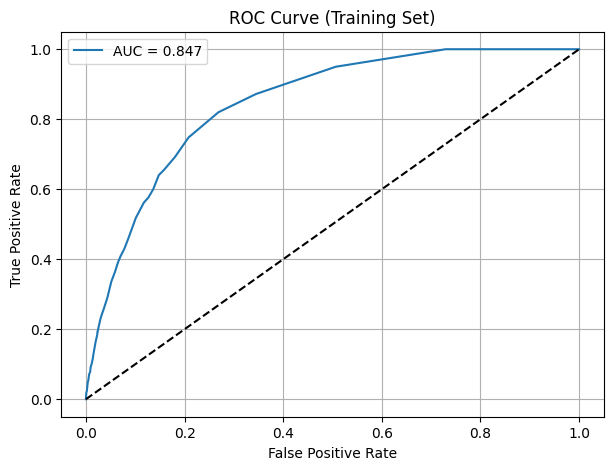 ROC Curve (Training Set)
AUC = 0.847
True Positive Rate
1.0
0.8
0.6
0.4
0.2
0.0
0.0 0.2 0.4 0.6 0.8 1.0
False Positive Rate